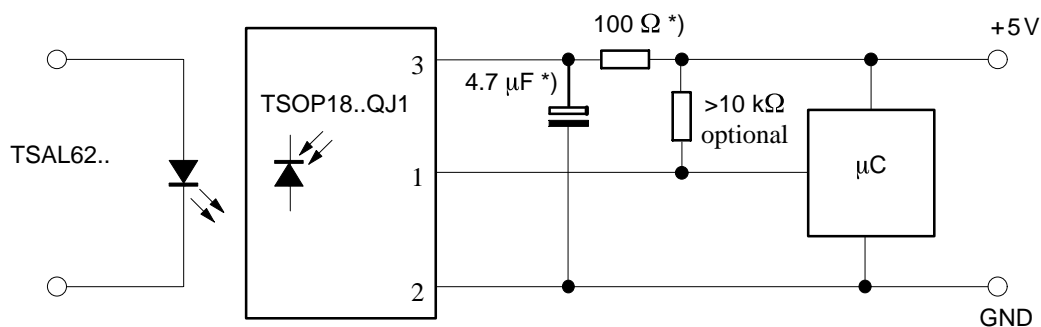 100 Ω *)
+5V
3
4.7 µF *)
TSOP18..QJ1
>10 kΩ
optional
TSAL62..
1
µC
2
GND